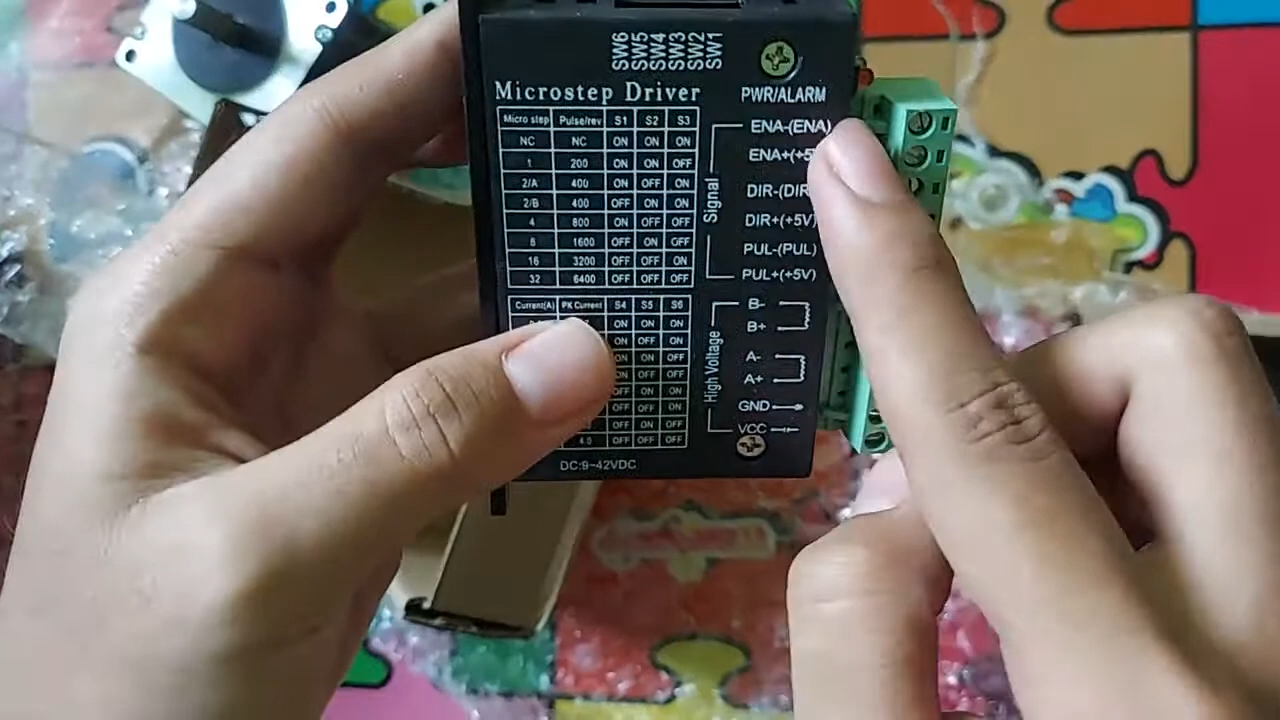 SW6 SW5 SW4 SW3 SW2 SW1
Microstep Driver
PWR/ALARM
Micro step Pulse/rev S1 S2 S3
NC NC ON ON ON
1 200 ON ON OFF
2/A 400 ON OFF ON
2/B 400 OFF ON ON
4 800 ON OFF OFF
8 1600 OFF ON OFF
16 3200 OFF OFF ON
32 6400 OFF OFF OFF
Current(A) PK Current S4 S5 S6
ON ON ON
ON OFF ON
ON ON OFF
ON OFF OFF
OFF
OFF OFF ON
OFF ON OFF
4.0 OFF OFF OFF
DC:9~42VDC
Signal
ENA-(ENA)
ENA+(+5
DIR-(DIR
DIR+(+5V)
PUL-(PUL)
PUL+(+5V)
High Voltage
B-
B+
A-
A+
GND
VCC